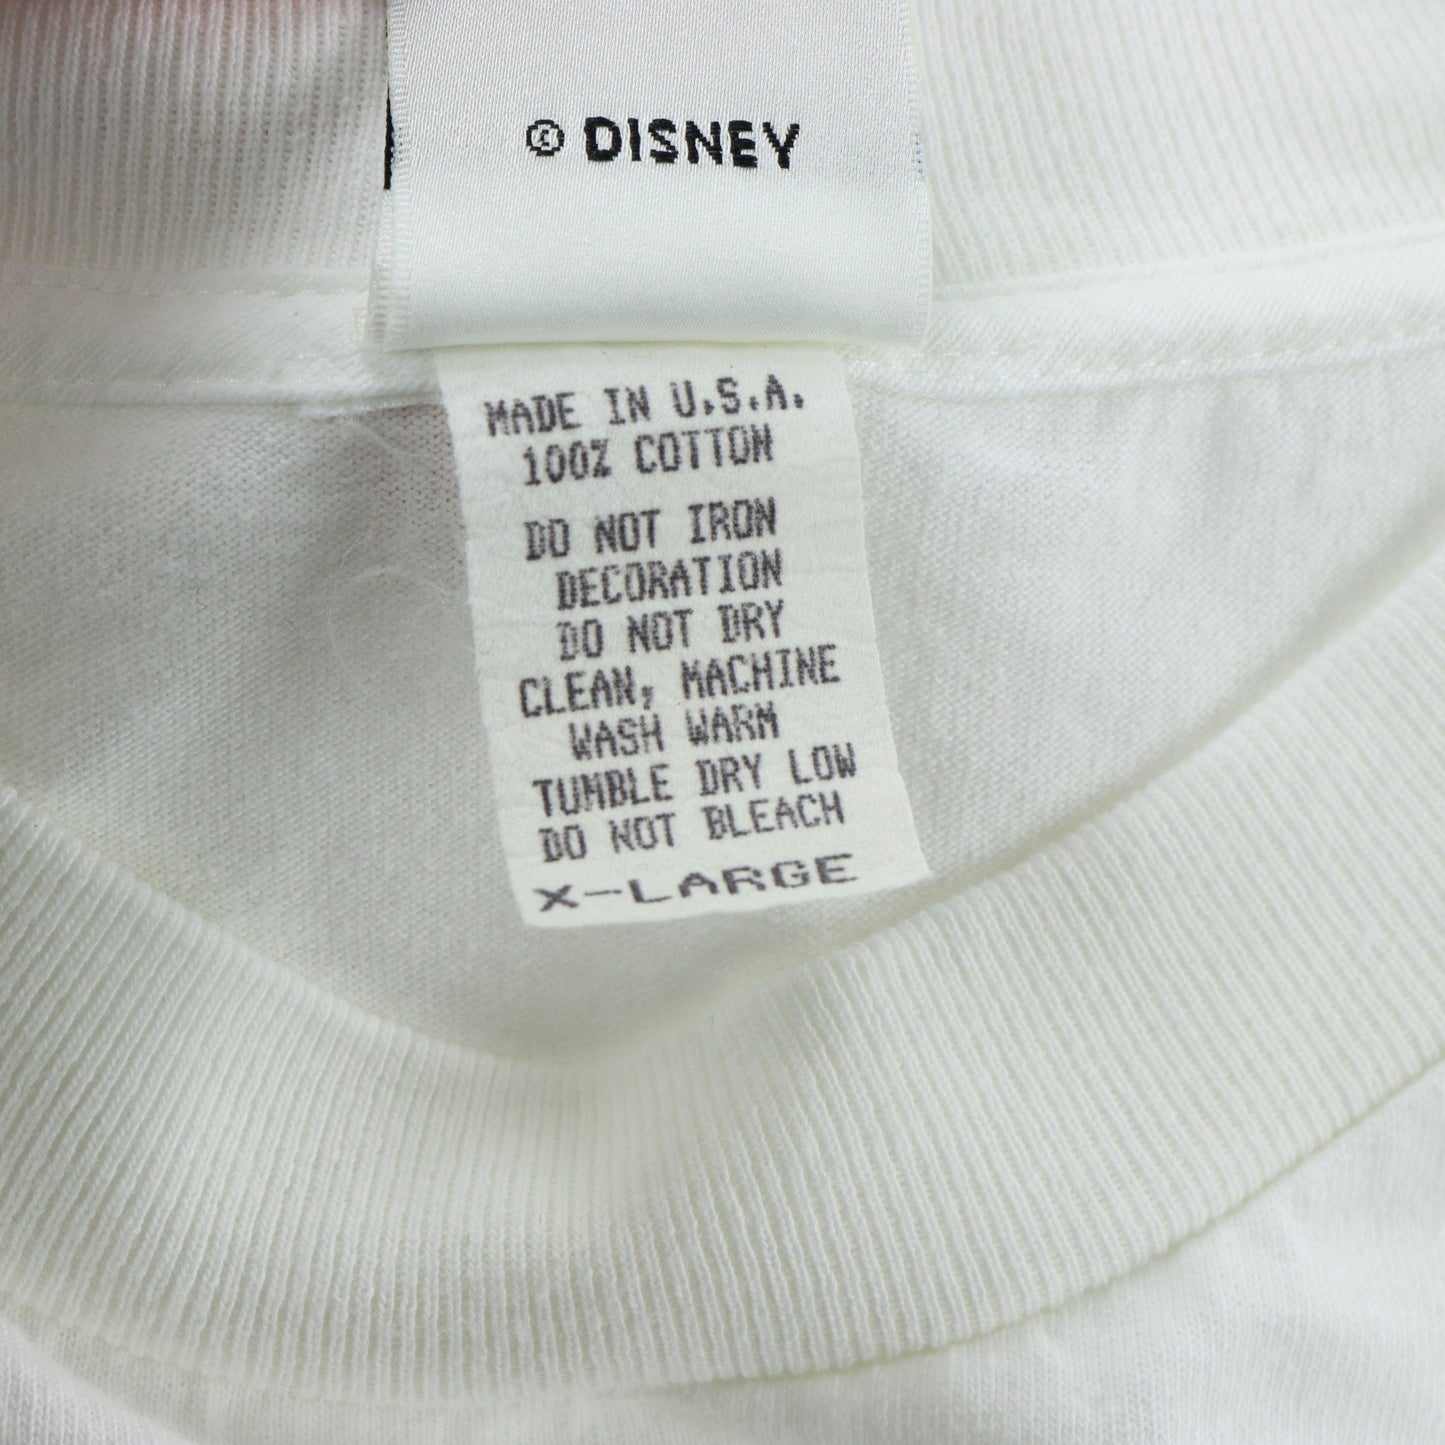 © DISNEY
MADE IN U.S.A.
100% COTTON
DO NOT IRON
DECORATION
DO NOT DRY
CLEAN, MACHINE
WASH WARM
TUMBLE DRY LOW
DO NOT BLEACH
X-LARGE